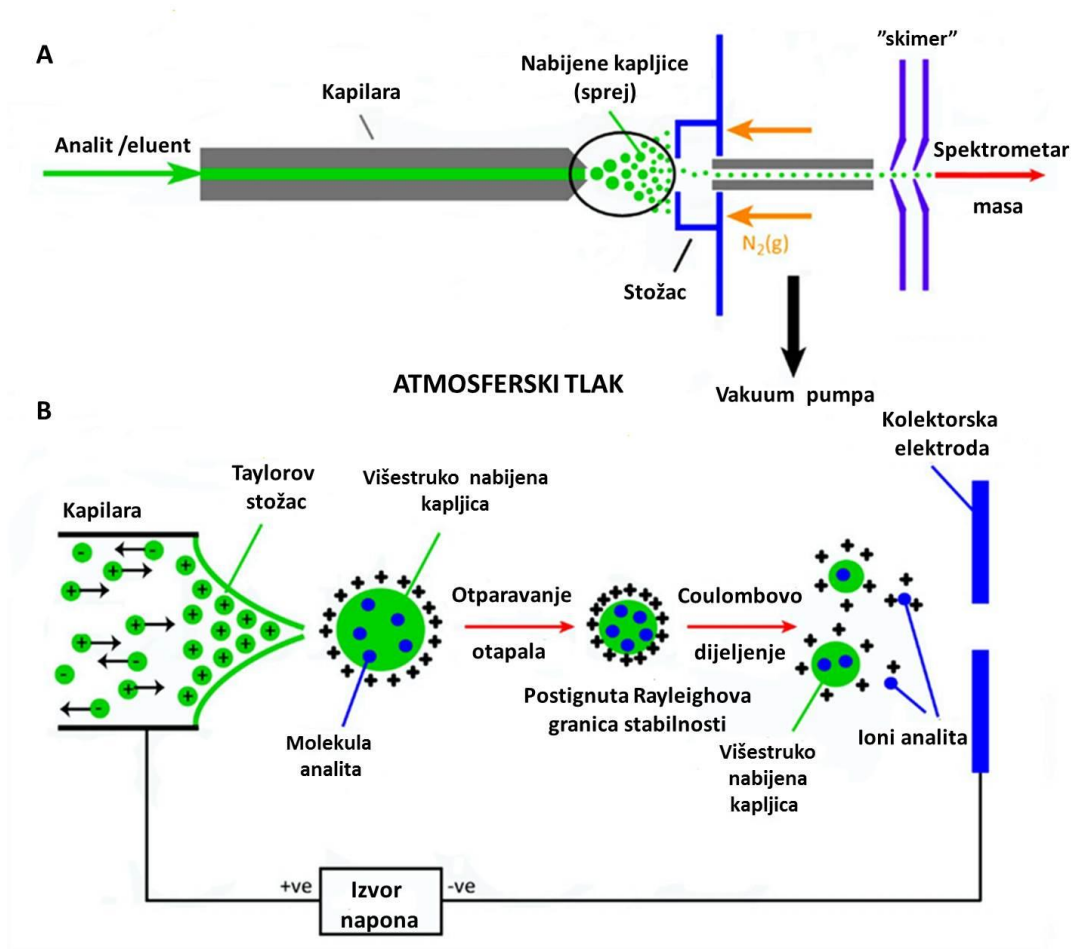 A
Analit /eluent
Kapilara
Nabijene kapljice
(sprej)
"skimer"
Spektrometar
masa
N2(g)
Stožac
Vakuum pumpa
ATMOSFERSKI TLAK
B
Kapilara
Taylorov
stožac
Višestruko nabijena
kapljica
Kolektorska
elektroda
Otparavanje
otapala
Coulombovo
dijeljenje
Postignuta Rayleighova
granica stabilnosti
Molekula
analita
Višestruko
nabijena
kapljica
Ioni analita
+ve
Izvor
napona
-ve